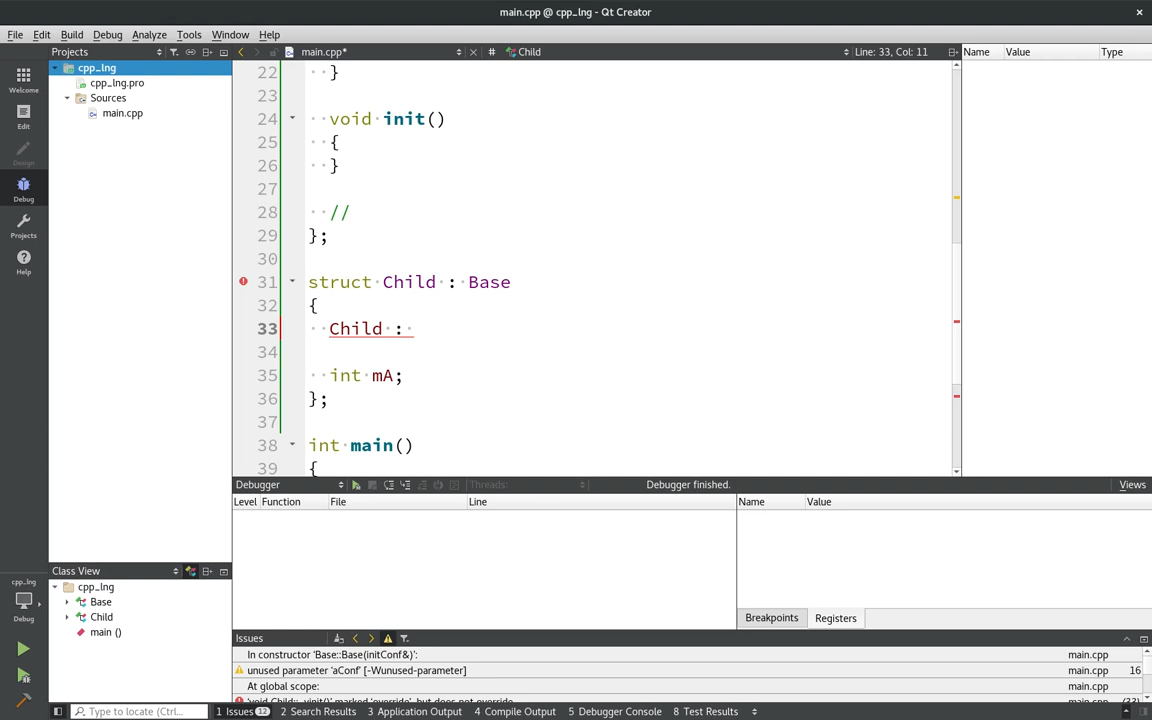 main.cpp @ cpp_lng - Qt Creator
File Edit Build Debug Analyze Tools Window Help
Projects
main.cpp*
#
Child
Line: 33, Col: 11
Name Value Type
cpp_lng
cpp_lng.pro
Sources
main.cpp
Welcome
Edit
Design
Debug
Projects
Help
22 }
23
24 void init()
25 {
26 }
27
28 //
29 };
30
31 struct Child : Base
32 {
33 Child :
34
35 int mA;
36 };
37
38 int main()
39 {
Debugger
Threads:
Debugger finished.
Views
Level Function File Line
Name Value
Breakpoints Registers
Class View
cpp_lng
Base
Child
main ()
cpp_lng
Debug
Issues
In constructor 'Base::Base(initConf&)': main.cpp
unused parameter 'aConf' [-Wunused-parameter] main.cpp 16
At global scope: main.cpp
Type to locate (Ctrl...
1 Issues 12 2 Search Results 3 Application Output 4 Compile Output 5 Debugger Console 8 Test Results